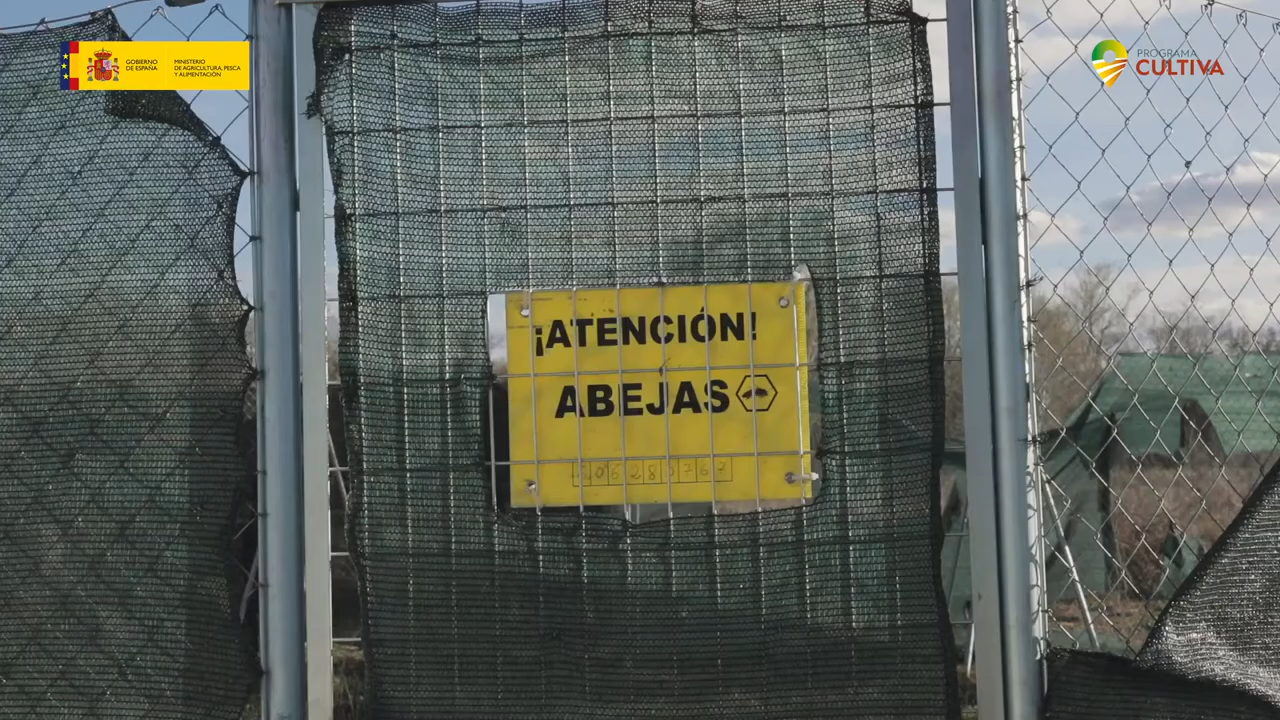 GOBIERNO
DE ESPAÑA
MINISTERIO
DE AGRICULTURA, PESCA
Y ALIMENTACIÓN
PROGRAMA
CULTIVA
¡ATENCIÓN!
ABEJAS